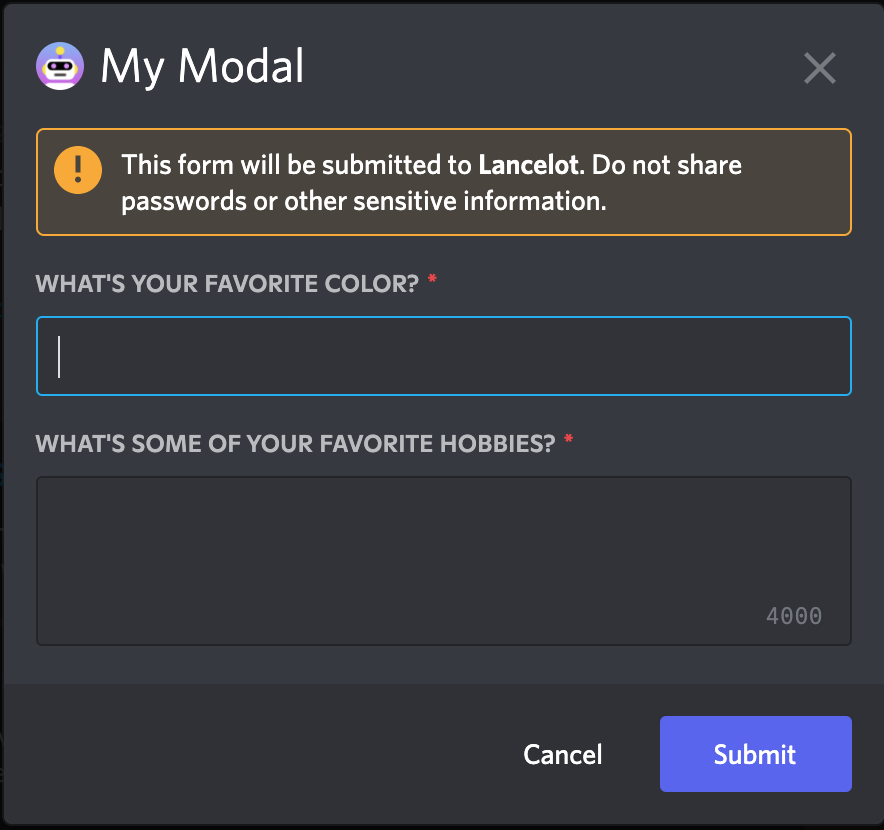 My Modal
This form will be submitted to Lancelot. Do not share
passwords or other sensitive information.
WHAT'S YOUR FAVORITE COLOR? *
WHAT'S SOME OF YOUR FAVORITE HOBBIES? *
4000
Cancel
Submit